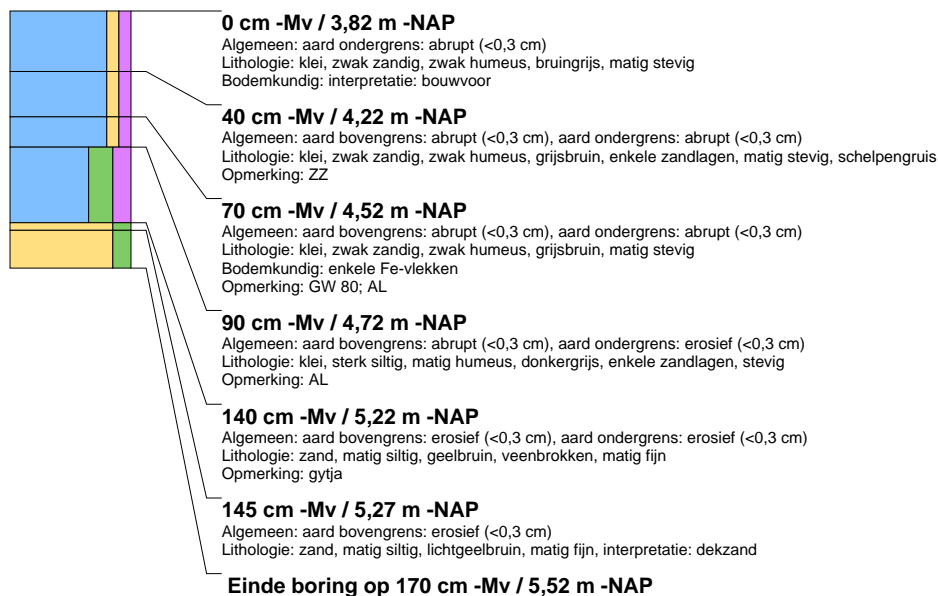 0 cm -Mv / 3,82 m -NAP
Algemeen: aard ondergrens: abrupt (<0,3 cm)
Lithologie: klei, zwak zandig, zwak humeus, bruingrijs, matig stevig
Bodemkundig: interpretatie: bouwvoor
40 cm -Mv / 4,22 m -NAP
Algemeen: aard bovengrens: abrupt (<0,3 cm), aard ondergrens: abrupt (<0,3 cm)
Lithologie: klei, zwak zandig, zwak humeus, grijsbruin, enkele zandlagen, matig stevig, schelpengruis
Opmerking: ZZ
70 cm -Mv / 4,52 m -NAP
Algemeen: aard bovengrens: abrupt (<0,3 cm), aard ondergrens: abrupt (<0,3 cm)
Lithologie: klei, zwak zandig, zwak humeus, grijsbruin, matig stevig
Bodemkundig: enkele Fe-vlekken
Opmerking: GW 80; AL
90 cm -Mv / 4,72 m -NAP
Algemeen: aard bovengrens: abrupt (<0,3 cm), aard ondergrens: erosief (<0,3 cm)
Lithologie: klei, sterk siltig, matig humeus, donkergrijs, enkele zandlagen, stevig
Opmerking: AL
140 cm -Mv / 5,22 m -NAP
Algemeen: aard bovengrens: erosief (<0,3 cm), aard ondergrens: erosief (<0,3 cm)
Lithologie: zand, matig siltig, geelbruin, veenbrokken, matig fijn
Opmerking: gytja
145 cm -Mv / 5,27 m -NAP
Algemeen: aard bovengrens: erosief (<0,3 cm)
Lithologie: zand, matig siltig, lichtgeelbruin, matig fijn, interpretatie: dekzand
Einde boring op 170 cm -Mv / 5,52 m -NAP